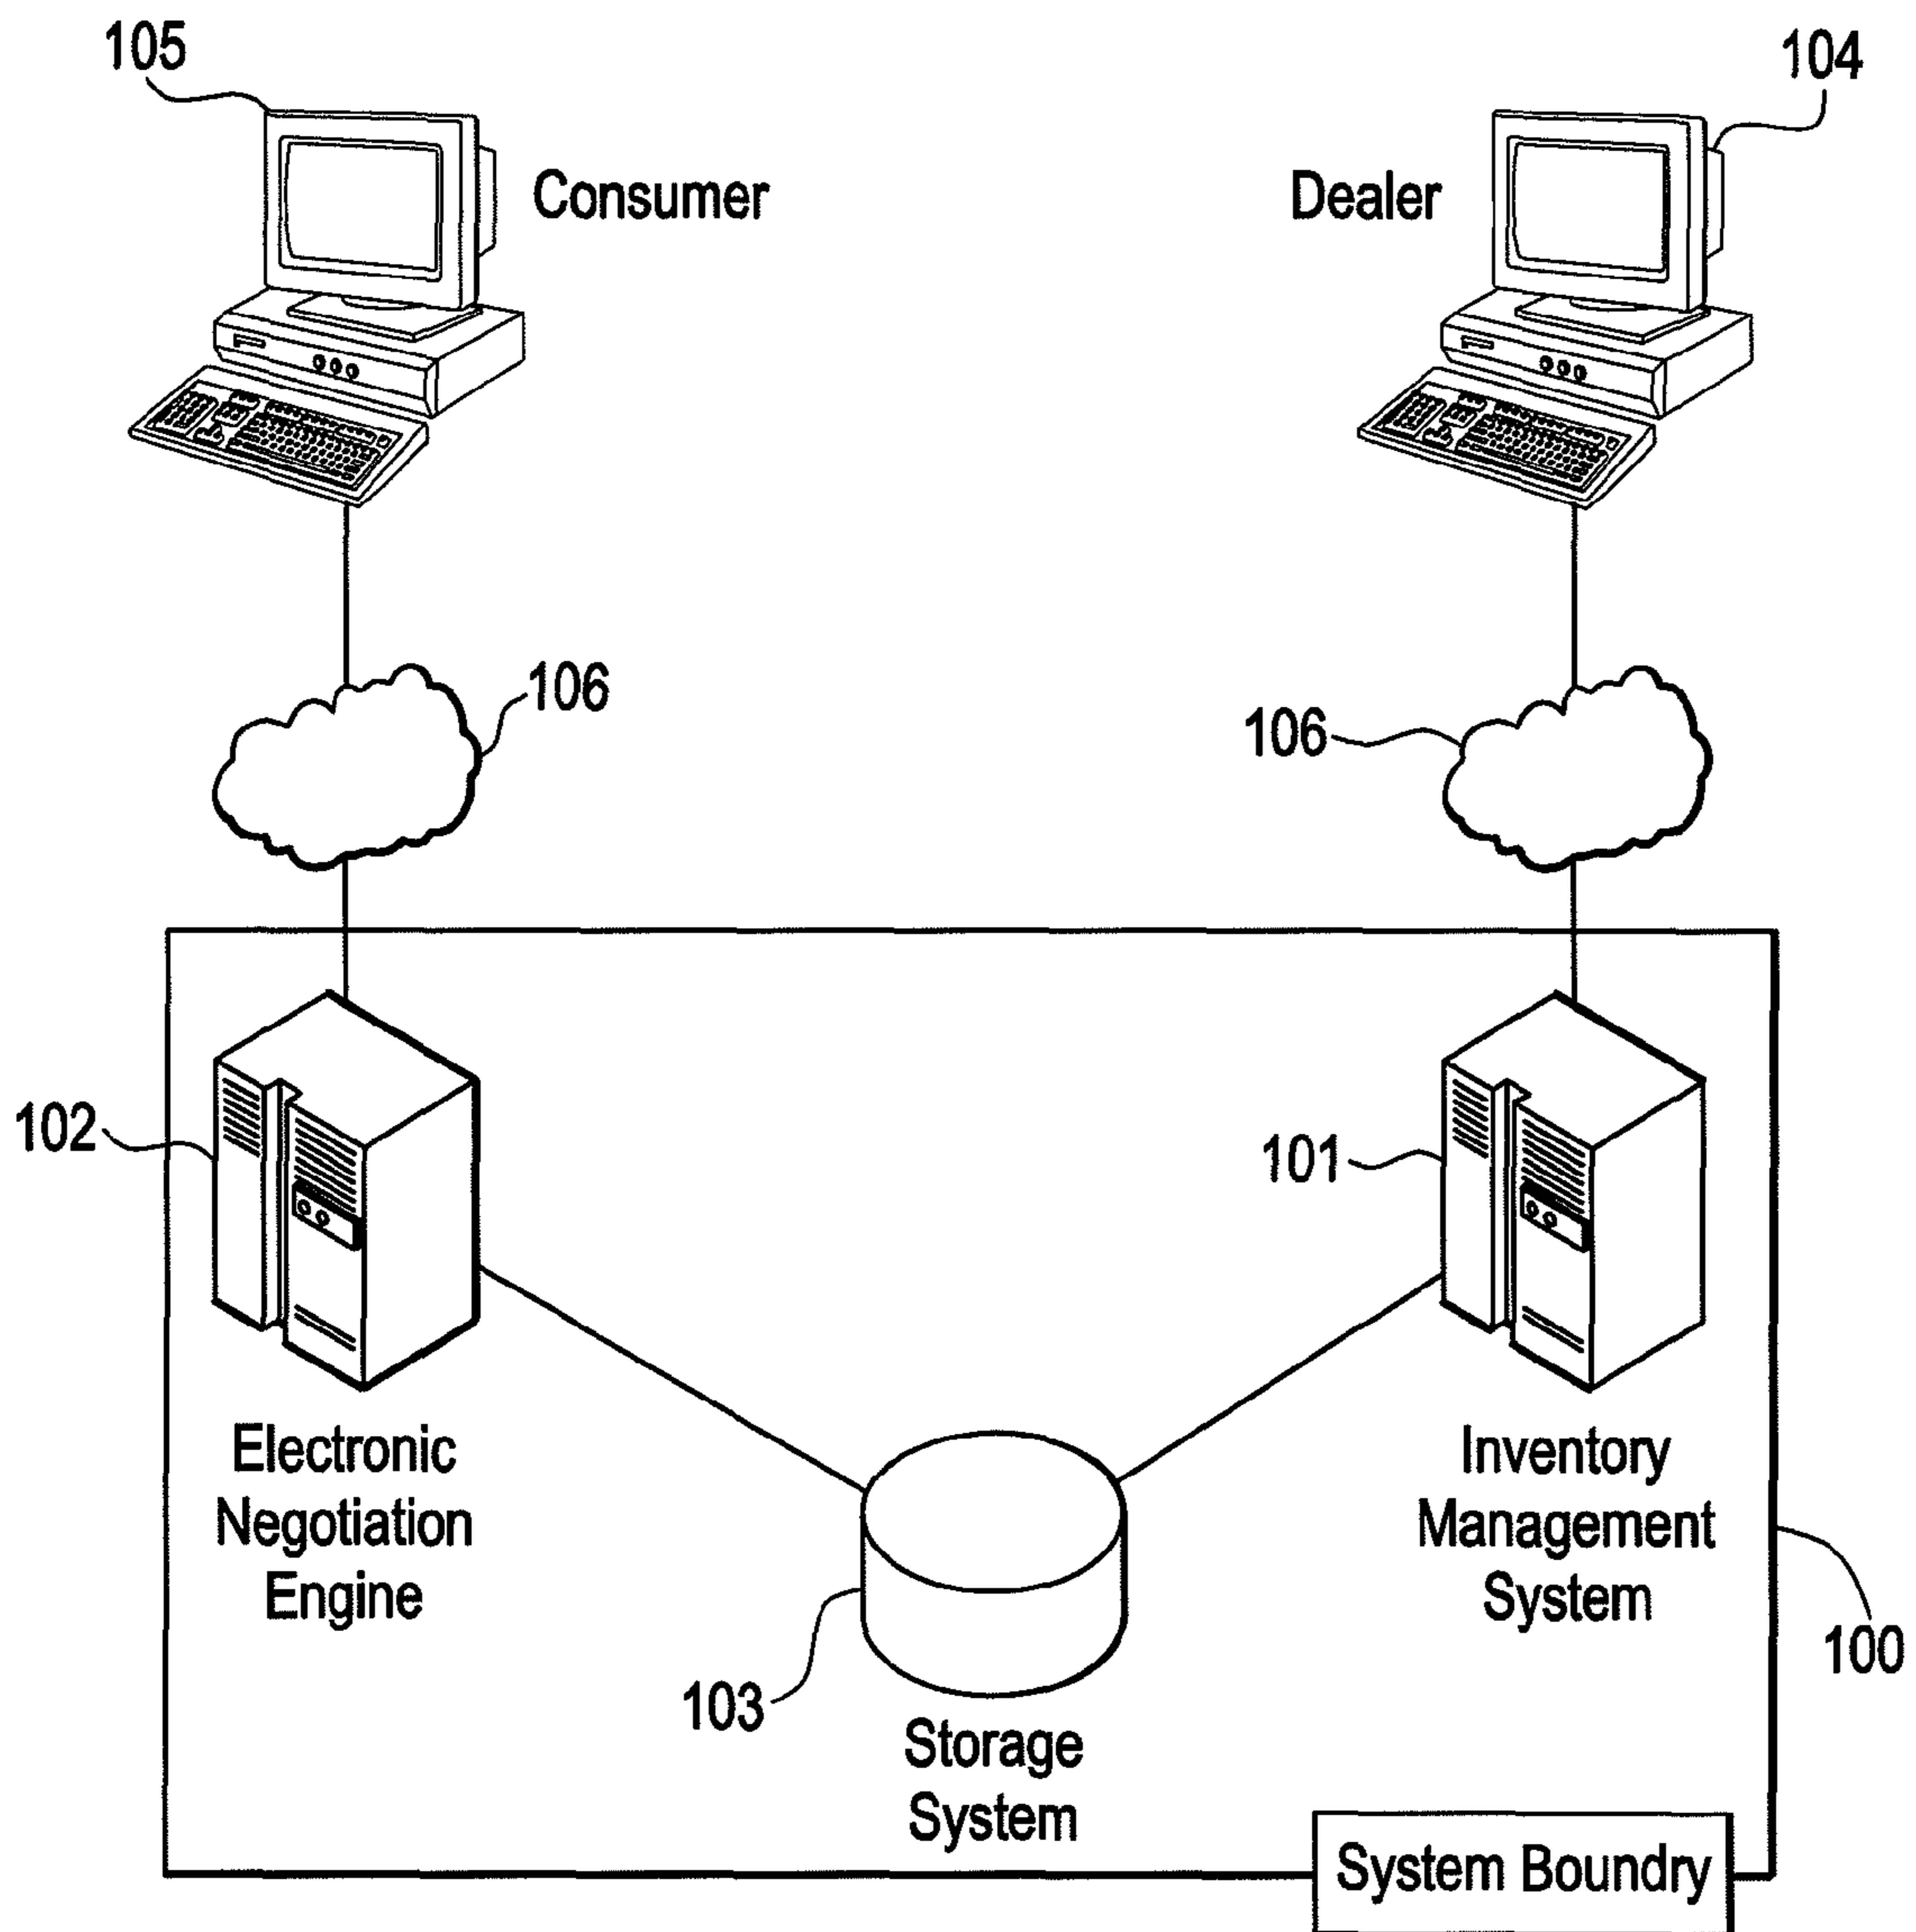 105
104
Consumer
Dealer
106
106
102
101
Electronic
Negotiation
Engine
Inventory
Management
System
100
103
Storage
System
System Boundry